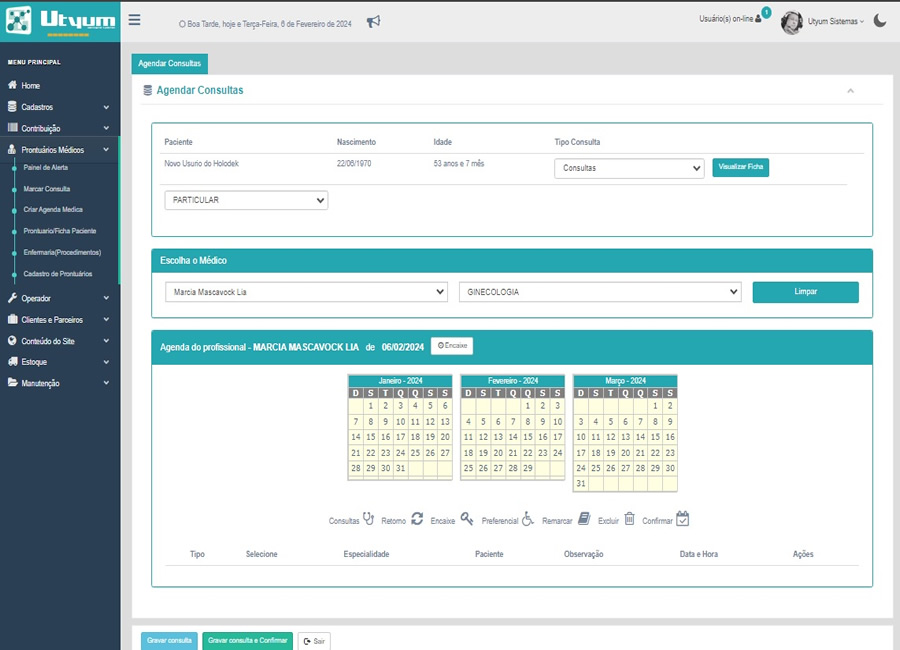 Utyum
Boa Tarde, hoje e Terça-Feira, 6 de Fevereiro de 2024
Usuário(s) on-line
1
Utyum Sistemas
MENU PRINCIPAL
Home
Cadastros
Contribuição
Prontuários Médicos
Painel de Alerta
Marcar Consulta
Criar Agenda Medica
Prontuario/Ficha Paciente
Enfermaria(Procedimentos)
Cadastro de Prontuários
Operador
Clientes e Parceiros
Conteúdo do Site
Estoque
Manutenção
Agendar Consultas
Agendar Consultas
Paciente Nascimento Idade Tipo Consulta
Novo Usurio do Holodek 22/06/1970 53 anos e 7 mês Consultas Visualizar Ficha
PARTICULAR
Escolha o Médico
Marcia Mascavock Lia GINECOLOGIA Limpar
Agenda do profissional - MARCIA MASCAVOCK LIA de 06/02/2024 Encaixe
Janeiro - 2024
D S T Q Q S S
1 2 3 4 5 6
7 8 9 10 11 12 13
14 15 16 17 18 19 20
21 22 23 24 25 26 27
28 29 30 31
Fevereiro - 2024
D S T Q Q S S
1 2 3
4 5 6 7 8 9 10
11 12 13 14 15 16 17
18 19 20 21 22 23 24
25 26 27 28 29
Março - 2024
D S T Q Q S S
1 2
3 4 5 6 7 8 9
10 11 12 13 14 15 16
17 18 19 20 21 22 23
24 25 26 27 28 29 30
31
Consultas Retorno Encaixe Preferencial Remarcar Excluir Confirmar
Tipo Selecione Especialidade Paciente Observação Data e Hora Ações
Gravar consulta Gravar consulta e Confirmar Sair